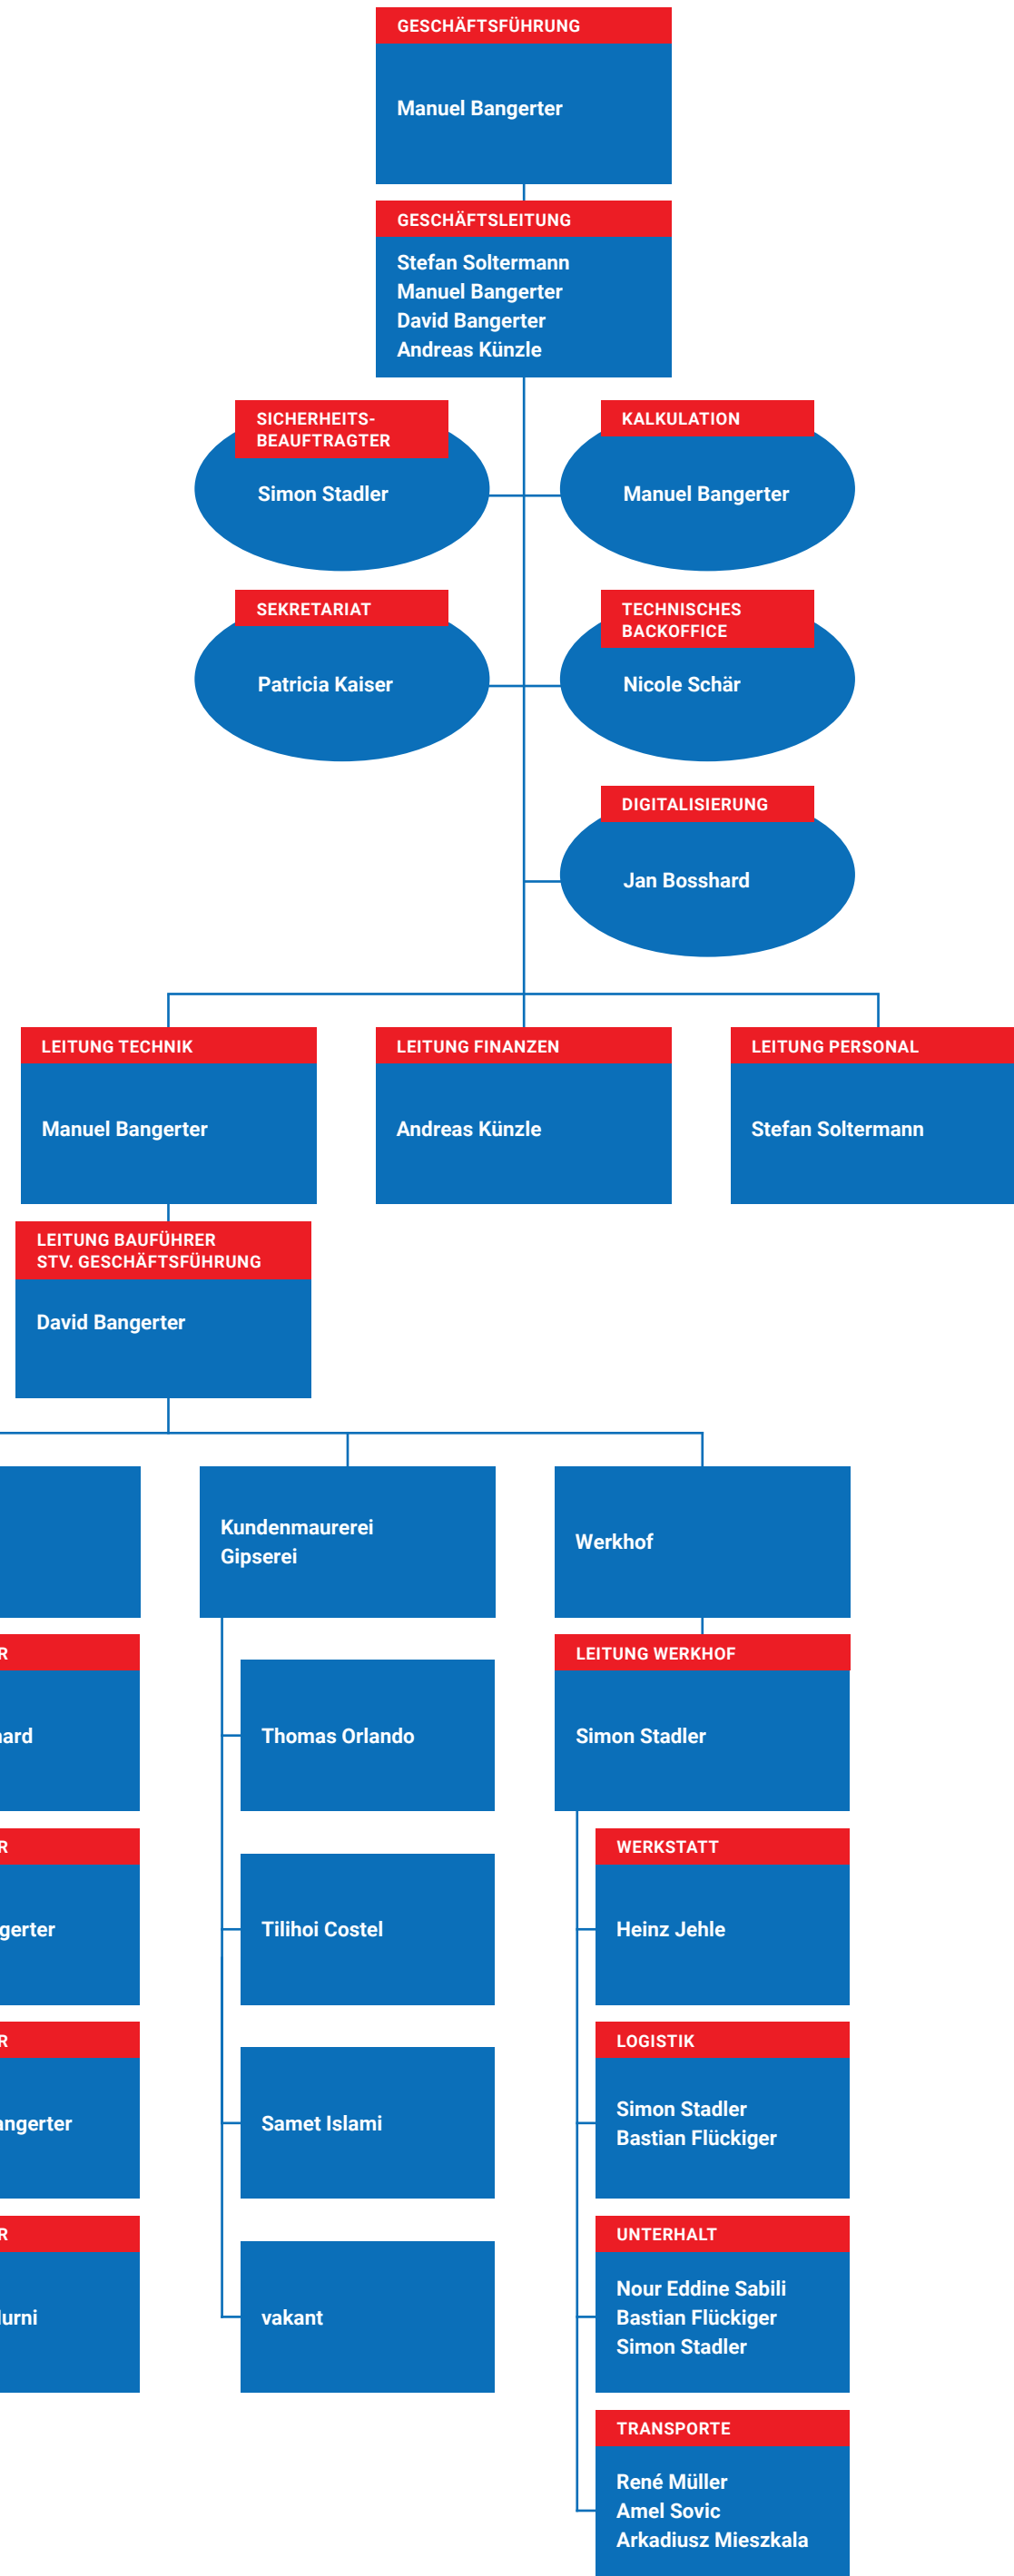 GESCHÄFTSFÜHRUNG
Manuel Bangerter
GESCHÄFTSLEITUNG
Stefan Soltermann
Manuel Bangerter
David Bangerter
Andreas Künzle
SICHERHEITS-
BEAUFTRAGTER
Simon Stadler
KALKULATION
Manuel Bangerter
SEKRETARIAT
Patricia Kaiser
TECHNISCHES
BACKOFFICE
Nicole Schär
DIGITALISIERUNG
Jan Bosshard
LEITUNG TECHNIK
Manuel Bangerter
LEITUNG FINANZEN
Andreas Künzle
LEITUNG PERSONAL
Stefan Soltermann
LEITUNG BAUFÜHRER
STV. GESCHÄFTSFÜHRUNG
David Bangerter
Kundenmaurerei
Gipserei
Thomas Orlando
Tilihoi Costel
Samet Islami
vakant
Werkhof
LEITUNG WERKHOF
Simon Stadler
WERKSTATT
Heinz Jehle
LOGISTIK
Simon Stadler
Bastian Flückiger
UNTERHALT
Nour Eddine Sabili
Bastian Flückiger
Simon Stadler
TRANSPORTE
René Müller
Amel Sovic
Arkadiusz Mieszkala